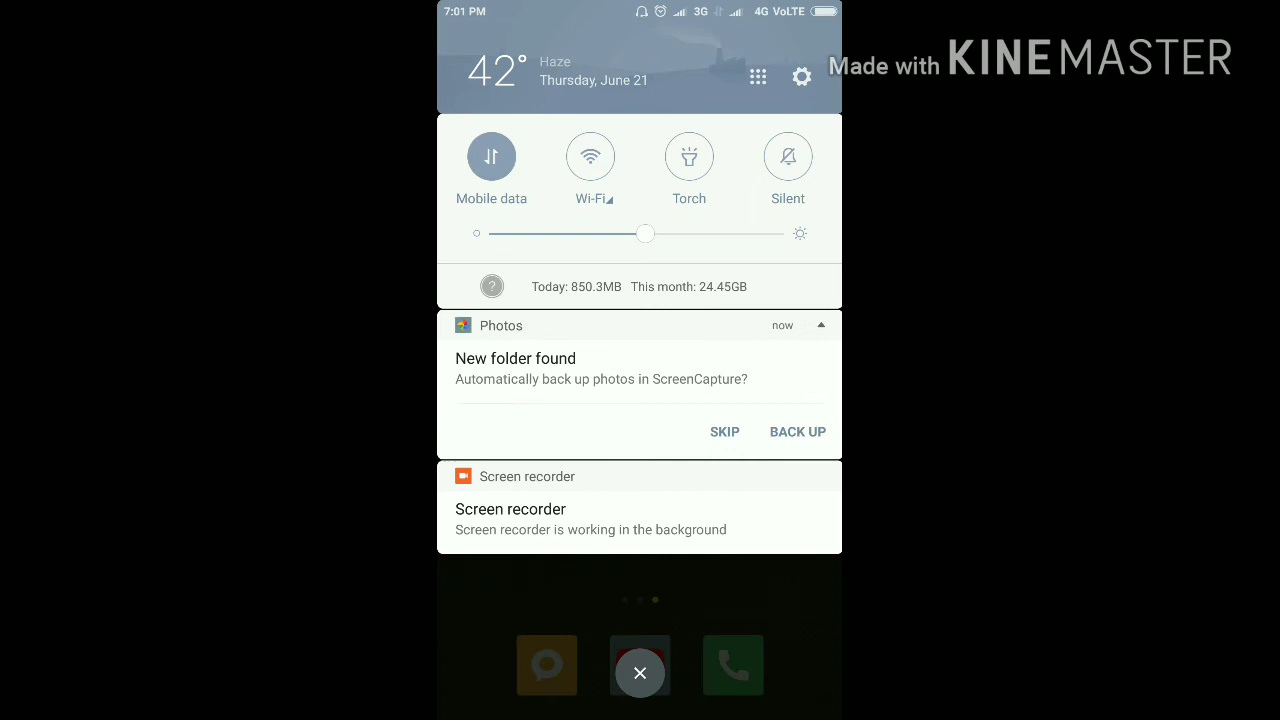 7:01 PM 3G 4G VoLTE
Made with KINEMASTER
42° Haze
Thursday, June 21
Mobile data Wi-Fi Torch Silent
? Today: 850.3MB This month: 24.45GB
Photos now
New folder found
Automatically back up photos in ScreenCapture?
SKIP BACK UP
Screen recorder
Screen recorder
Screen recorder is working in the background